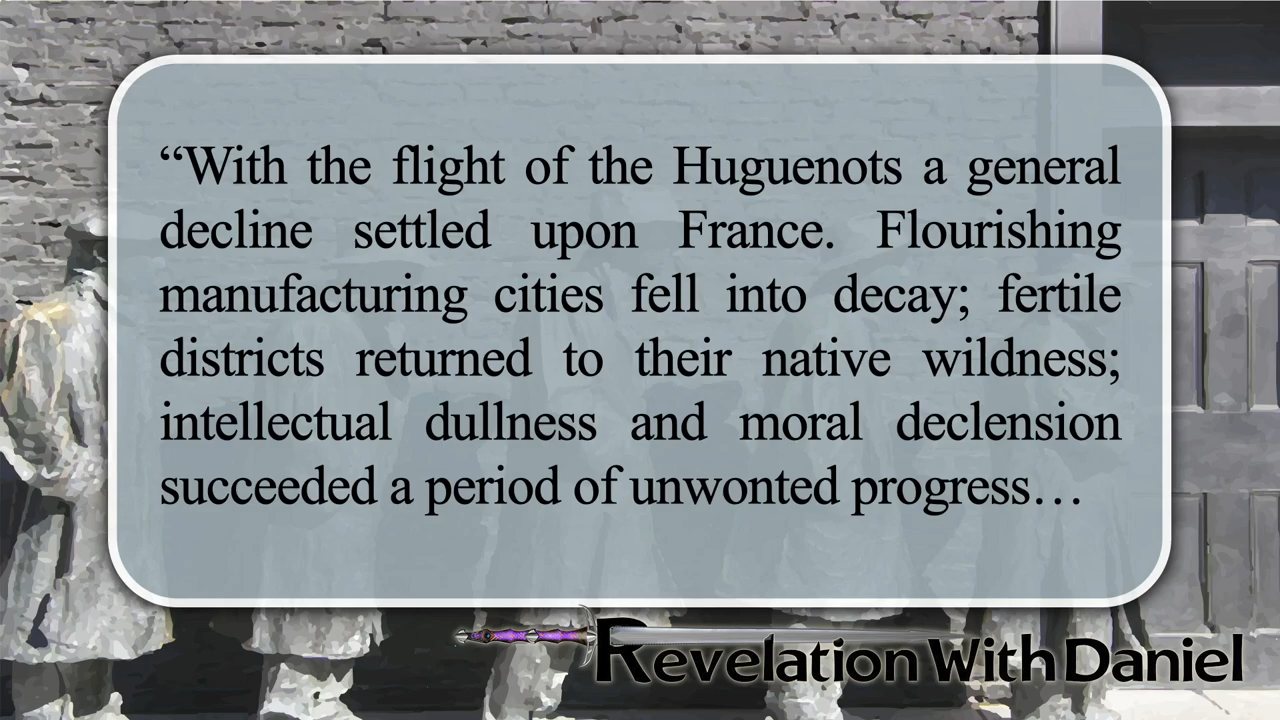 “With the flight of the Huguenots a general
decline settled upon France. Flourishing
manufacturing cities fell into decay; fertile
districts returned to their native wildness;
intellectual dullness and moral declension
succeeded a period of unwonted progress…
Revelation With Daniel